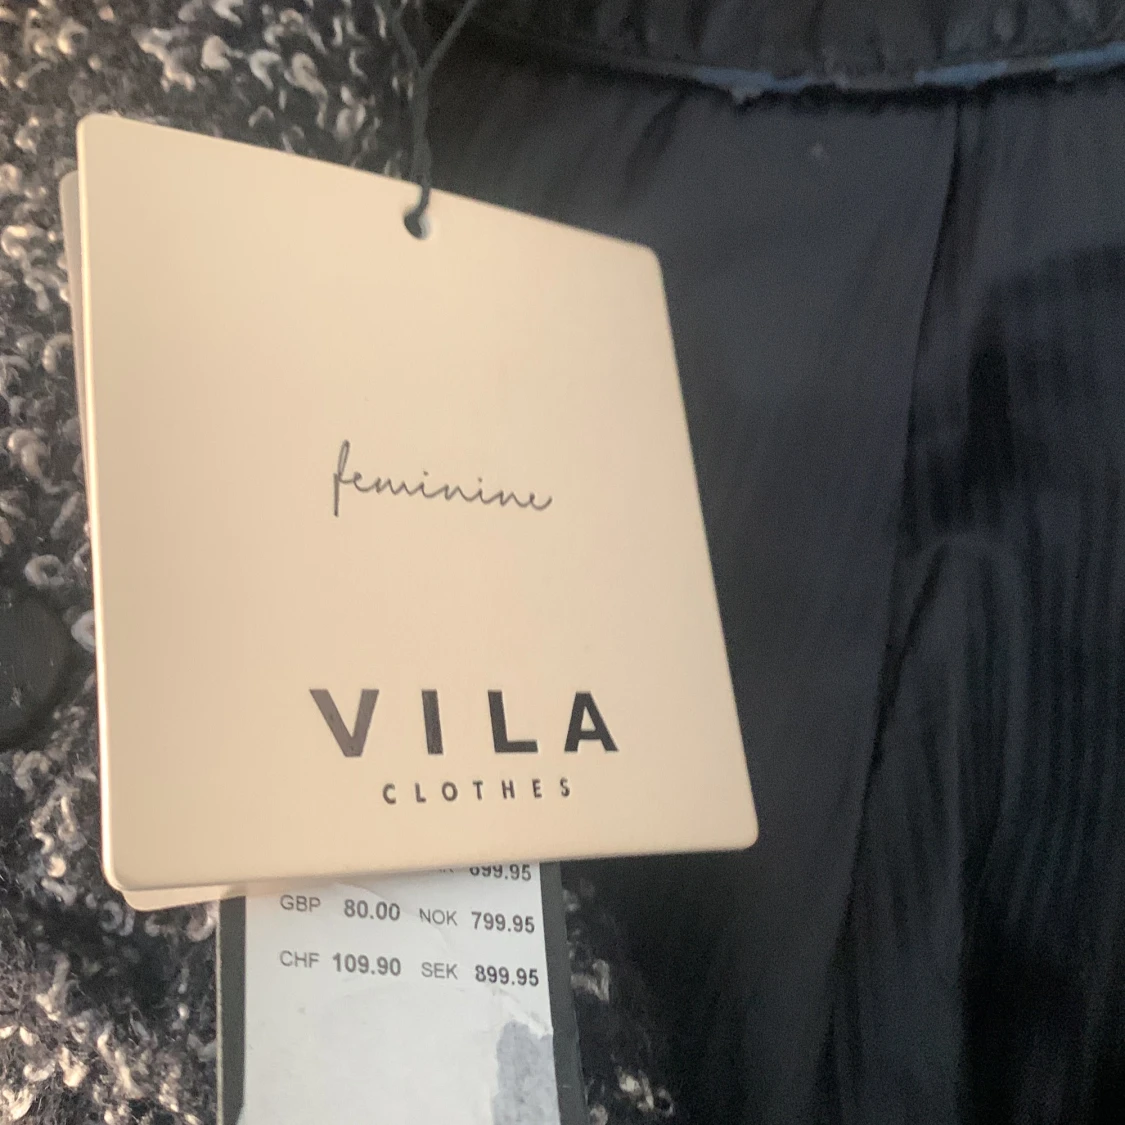 feminine
VILA
CLOTHES
699.95
GBP 80.00 NOK 799.95
CHF 109.90 SEK 899.95